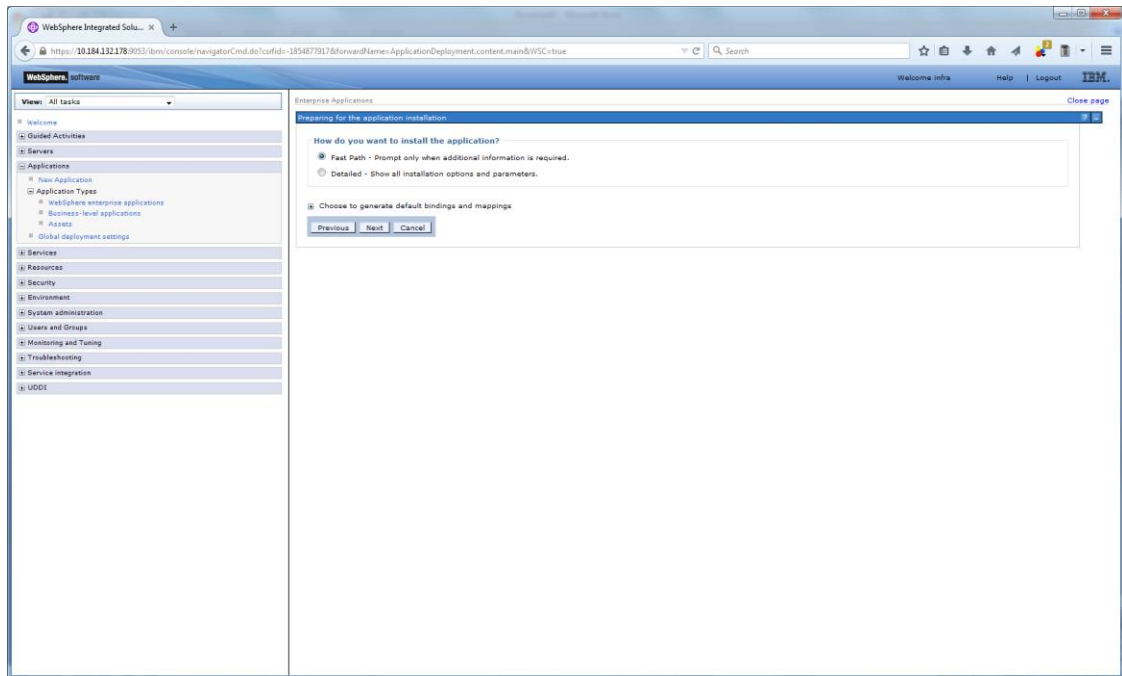 WebSphere Integrated Solu... × +
https://10.184.132.178:9053/ibm/console/navigatorCmd.do?csrfid=-1854877917&forwardName=ApplicationDeployment.content.main&WSC=true
Search
2
WebSphere. software
Welcome infra
Help | Logout
IBM.
View: All tasks
Welcome
Guided Activities
Servers
Applications
New Application
Application Types
WebSphere enterprise applications
Business-level applications
Assets
Global deployment settings
Services
Resources
Security
Environment
System administration
Users and Groups
Monitoring and Tuning
Troubleshooting
Service integration
UDDI
Enterprise Applications
Close page
Preparing for the application installation
? -
How do you want to install the application?
Fast Path - Prompt only when additional information is required.
Detailed - Show all installation options and parameters.
Choose to generate default bindings and mappings
Previous Next Cancel